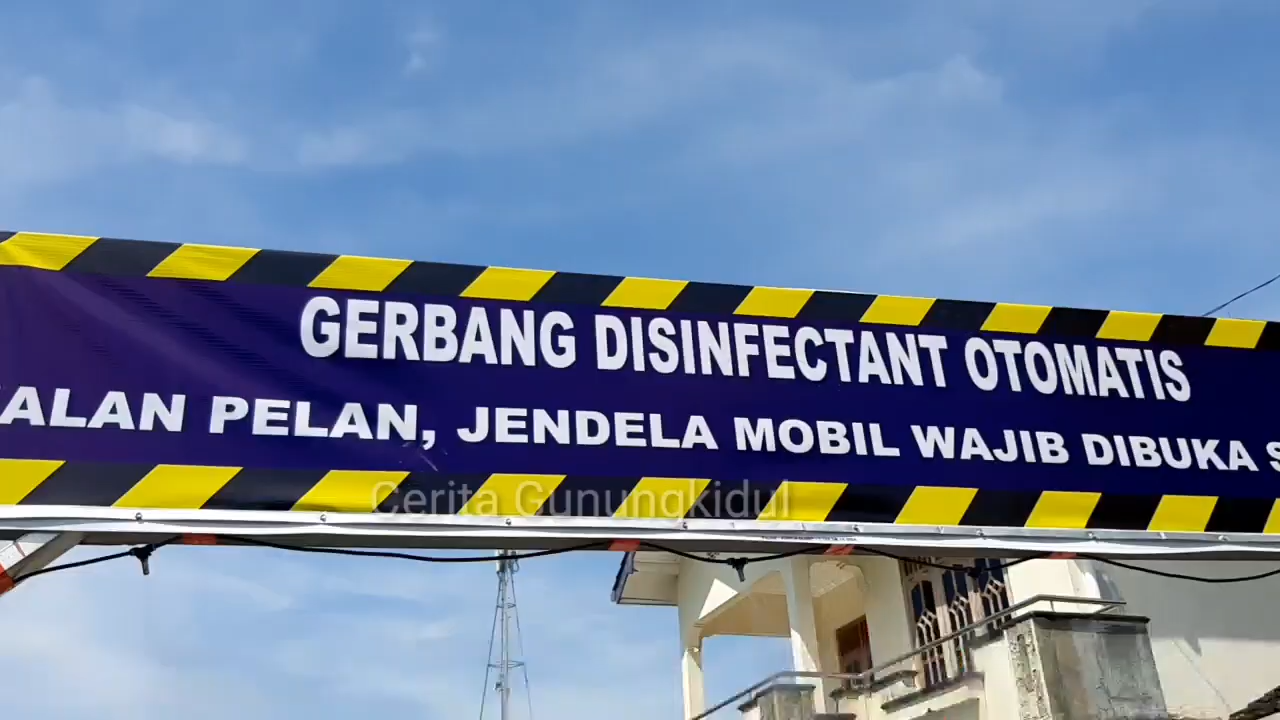 GERBANG DISINFECTANT OTOMATIS
ALAN PELAN, JENDELA MOBIL WAJIB DIBUKA S
Cerita Gunungkidul